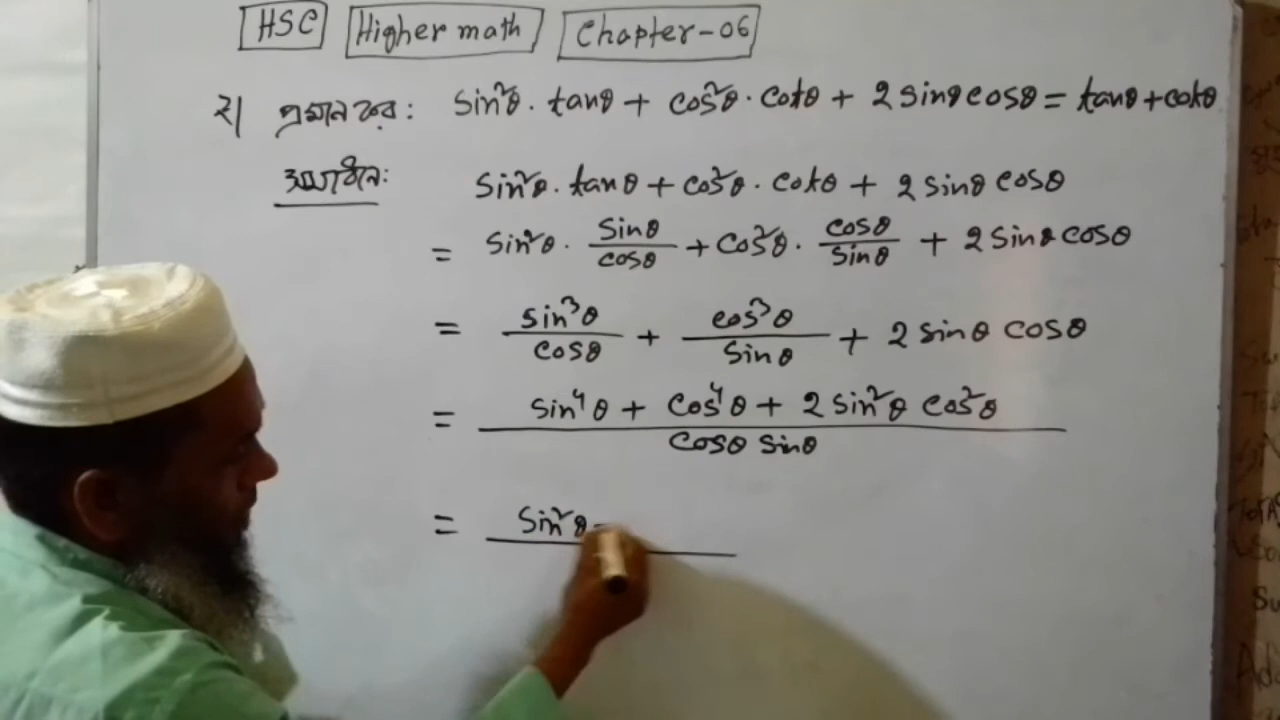 HSC Higher math Chapter-06
২। প্রমান কর: sin²θ . tanθ + cos²θ . cotθ + 2 sinθ cosθ = tanθ + cotθ
সমাধান: sin²θ . tanθ + cos²θ . cotθ + 2 sinθ cosθ
= sin²θ . sinθ/cosθ + cos²θ . cosθ/sinθ + 2 sinθ cosθ
= sin³θ/cosθ + cos³θ/sinθ + 2 sinθ cosθ
= sin⁴θ + cos⁴θ + 2 sin²θ cos²θ / cosθ sinθ
= sin²θ